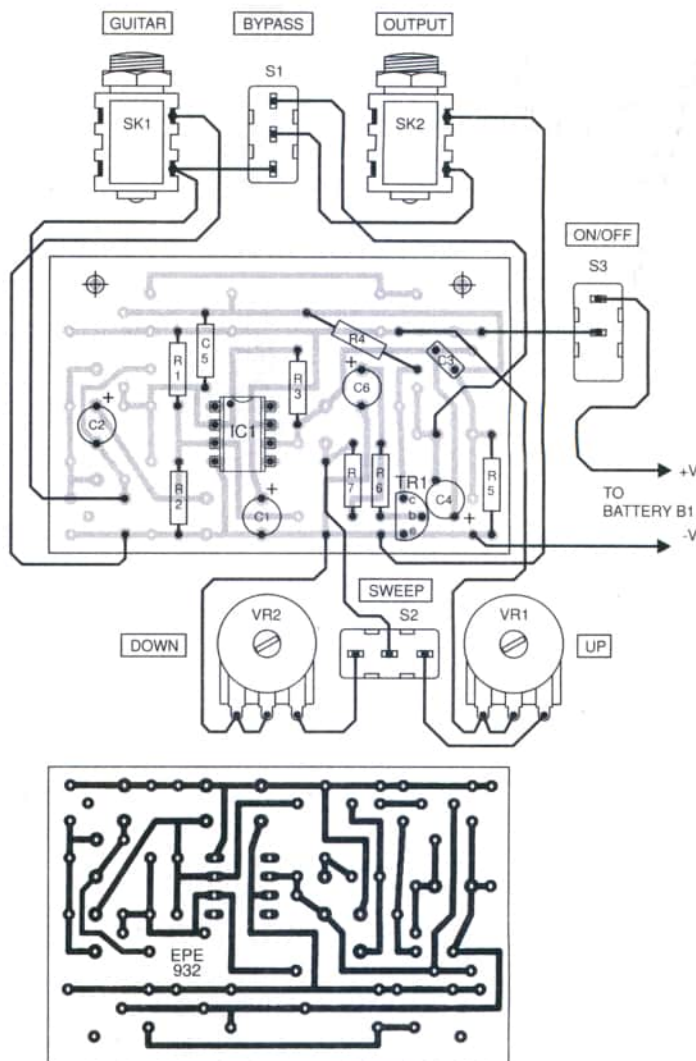 GUITAR
BYPASS
OUTPUT
S1
SK1
SK2
ON/OFF
S3
R4
C3
C5
R1
R3
C6
+
C2
+
IC1
R7
R6
TR1
c
b
e
C4
+
R5
R2
C1
+
+V
TO
BATTERY B1
-V
SWEEP
VR2
S2
VR1
DOWN
UP
EPE
932